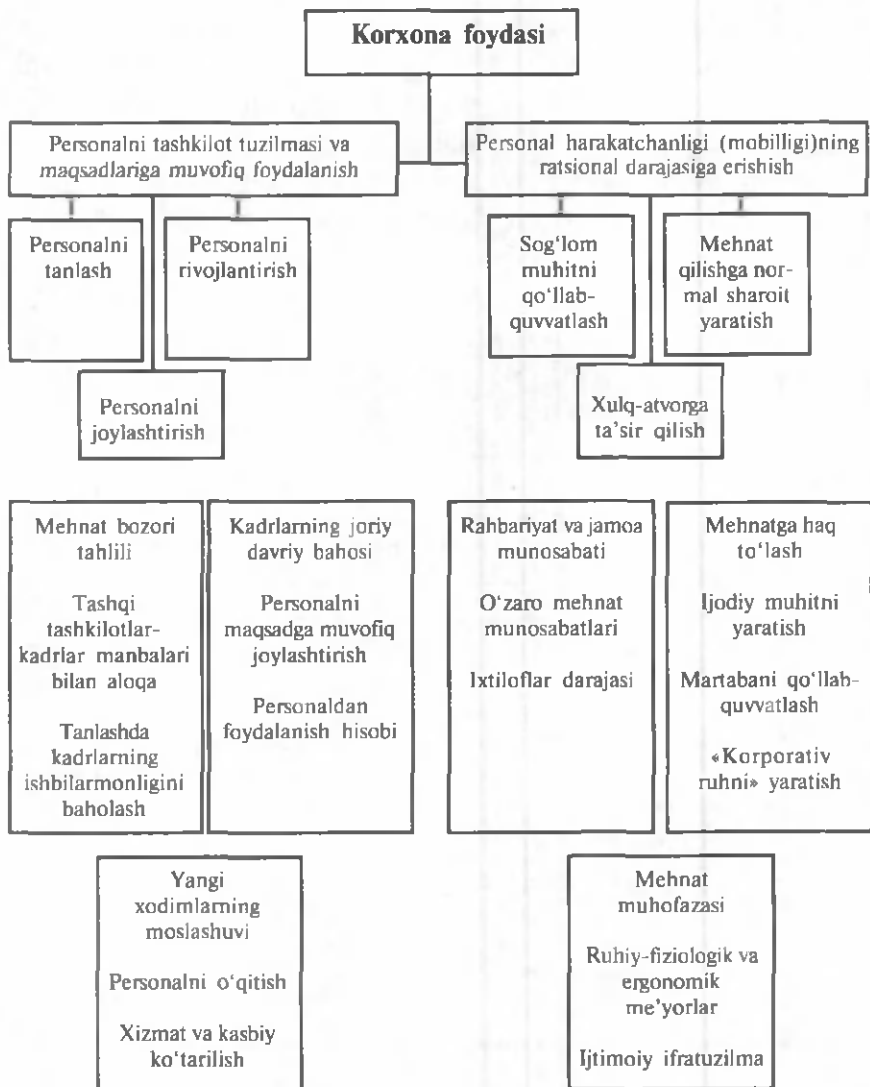 Korxona foydasi
Personalni tashkilot tuzilmasi va
maqsadlariga muvofiq foydalanish
Personal harakatchanligi (mobilligi)ning
ratsional darajasiga erishish
Personalni
tanlash
Personalni
rivojlantirish
Sog‘lom
muhitni
qo‘llab-
quvvatlash
Mehnat
qilishga nor-
mal sharoit
yaratish
Personalni
joylashtirish
Xulq-atvorga
ta’sir qilish
Mehnat bozori
tahlili
Tashqi
tashkilotlar-
kadrlar manbalari
bilan aloqa
Tanlashda
kadrlarning
ishbilarmonligini
baholash
Kadrlarning joriy
davriy bahosi
Personalni
maqsadga muvofiq
joylashtirish
Personaldan
foydalanish hisobi
Rahbariyat va jamoa
munosabati
O‘zaro mehnat
munosabatlari
Ixtiloflar darajasi
Mehnatga haq
to‘lash
Ijodiy muhitni
yaratish
Martabani qo‘llab-
quvvatlash
«Korporativ
ruhni» yaratish
Yangi
xodimlarning
moslashuvi
Personalni o‘qitish
Xizmat va kasbiy
ko‘tarilish
Mehnat
muhofazasi
Ruhiy-fiziologik va
ergonomik
me’yorlar
Ijtimoiy ifratuzilma